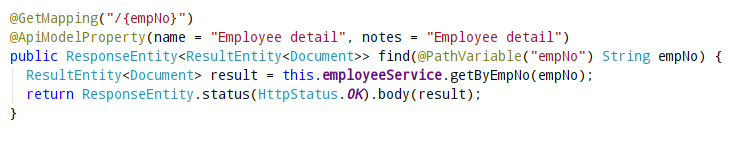 @GetMapping("/{empNo}")
@ApiModelProperty(name = "Employee detail", notes = "Employee detail")
public ResponseEntity<ResultEntity<Document>> find(@PathVariable("empNo") String empNo) {
  ResultEntity<Document> result = this.employeeService.getByEmpNo(empNo);
  return ResponseEntity.status(HttpStatus.OK).body(result);
}